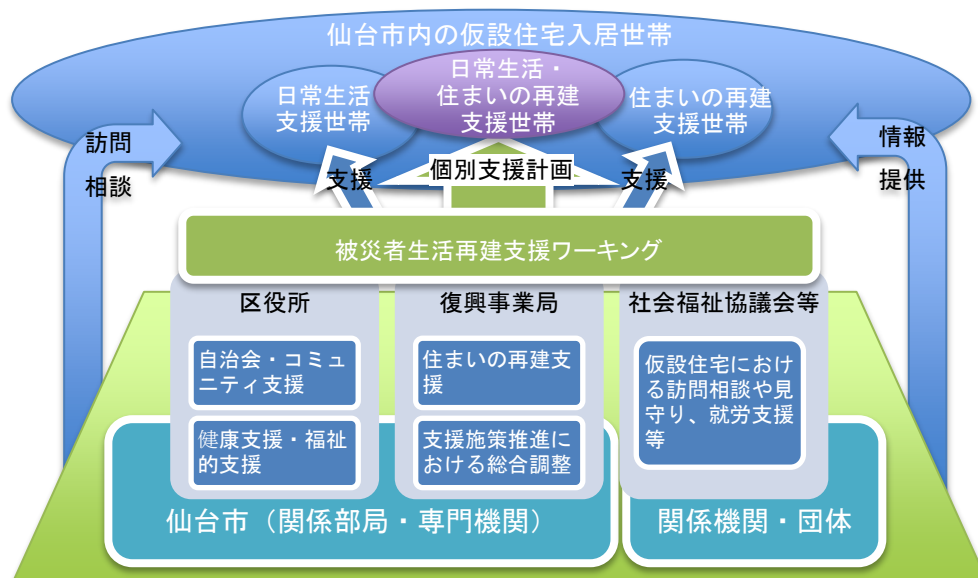 仙台市内の仮設住宅入居世帯
日常生活・
住まいの再建
支援世帯
日常生活
支援世帯
住まいの再建
支援世帯
訪問
相談
情報
提供
支援
個別支援計画
支援
被災者生活再建支援ワーキング
区役所
自治会・コミュ
ニティ支援
健康支援・福祉
的支援
復興事業局
住まいの再建支
援
支援施策推進に
おける総合調整
社会福祉協議会等
仮設住宅におけ
る訪問相談や見
守り、就労支援
等
仙台市（関係部局・専門機関）
関係機関・団体